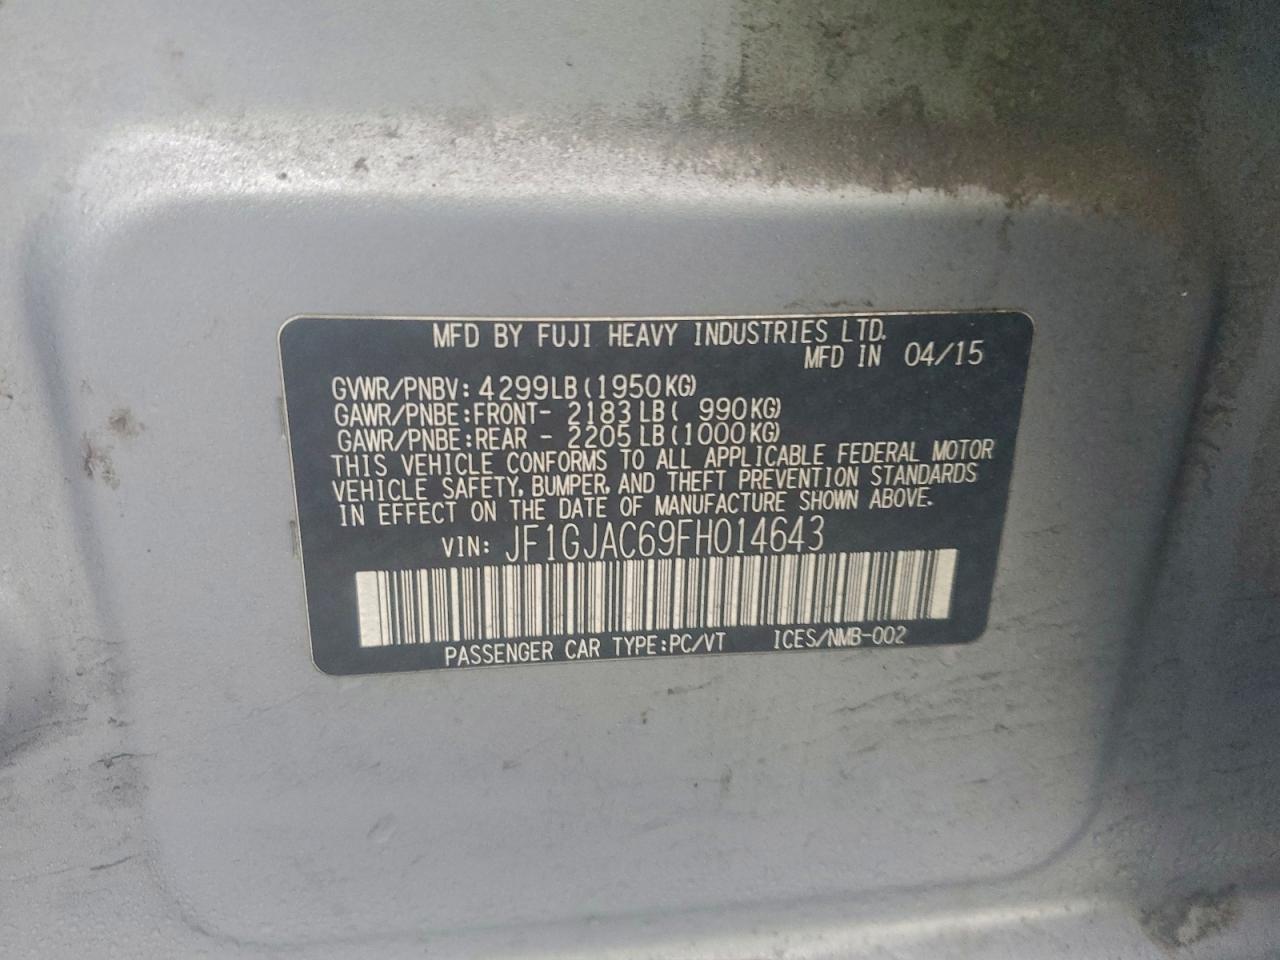 MFD BY FUJI HEAVY INDUSTRIES LTD.
MFD IN 04/15
GVWR/PNBV: 4299LB(1950KG)
GAWR/PNBE:FRONT- 2183LB( 990KG)
GAWR/PNBE:REAR - 2205LB(1000KG)
THIS VEHICLE CONFORMS TO ALL APPLICABLE FEDERAL MOTOR
VEHICLE SAFETY, BUMPER, AND THEFT PREVENTION STANDARDS
IN EFFECT ON THE DATE OF MANUFACTURE SHOWN ABOVE.
VIN: JF1GJAC69FH014643
PASSENGER CAR TYPE:PC/VT ICES/NMB-002